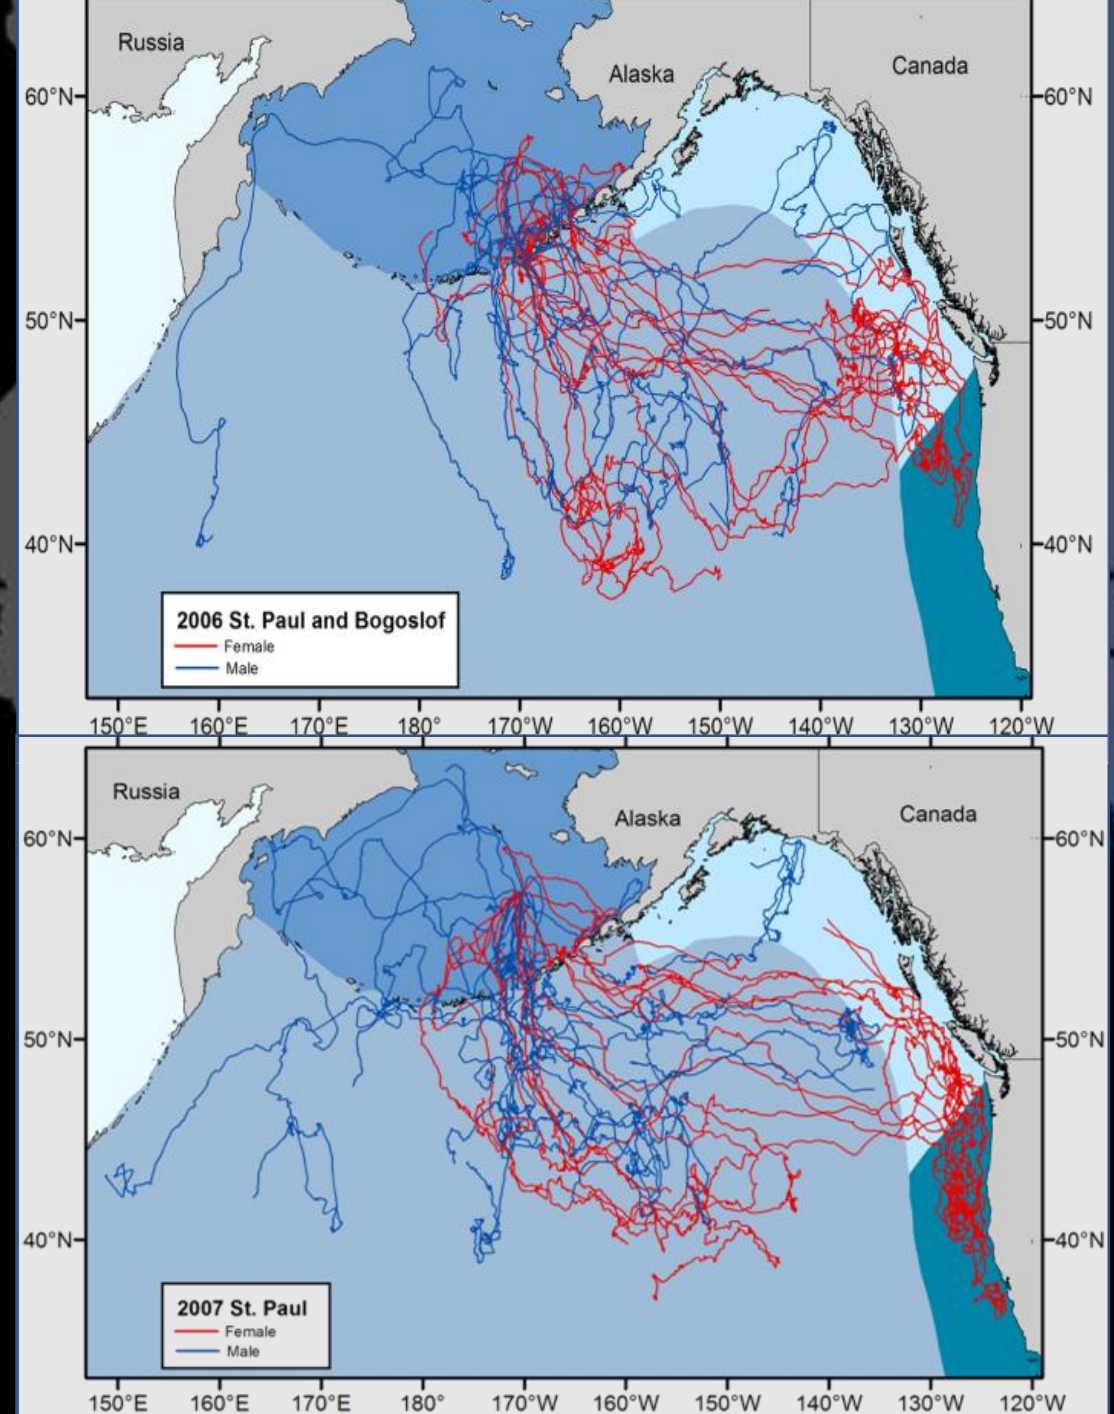 Russia
Alaska
Canada
60°N
60°N
50°N
50°N
40°N
40°N
2006 St. Paul and Bogoslof
Female
Male
150°E 160°E 170°E 180° 170°W 160°W 150°W 140°W 130°W 120°W
Russia
Alaska
Canada
60°N
60°N
50°N
50°N
40°N
40°N
2007 St. Paul
Female
Male
150°E 160°E 170°E 180° 170°W 160°W 150°W 140°W 130°W 120°W